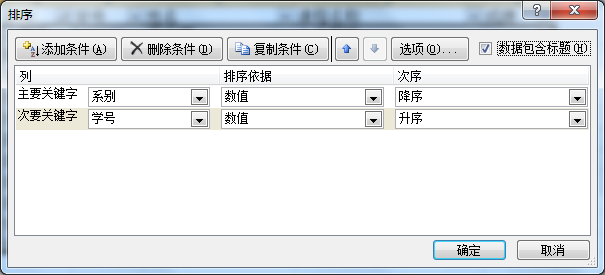 排序
添加条件(A) 删除条件(D) 复制条件(C) 选项(O)... 数据包含标题(H)
列 排序依据 次序
主要关键字 系别 数值 降序
次要关键字 学号 数值 升序
确定 取消